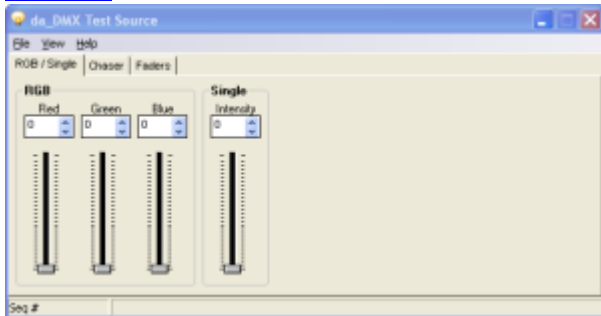 da_DMX Test Source
File View Help
RGB / Single Chaser Faders
RGB Single
Red Green Blue Intensity
0 0 0 0
Seq #